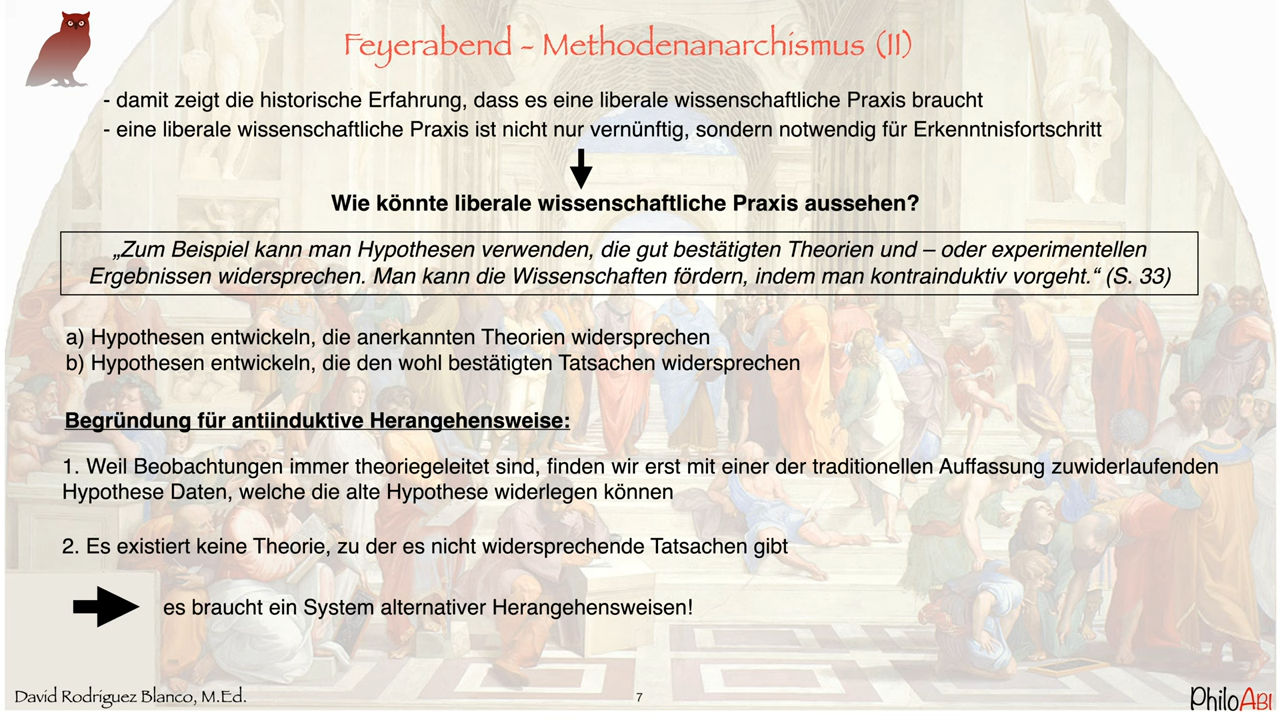 Feyerabend - Methodenanarchismus (II)
- damit zeigt die historische Erfahrung, dass es eine liberale wissenschaftliche Praxis braucht
- eine liberale wissenschaftliche Praxis ist nicht nur vernünftig, sondern notwendig für Erkenntnisfortschritt
Wie könnte liberale wissenschaftliche Praxis aussehen?
„Zum Beispiel kann man Hypothesen verwenden, die gut bestätigten Theorien und – oder experimentellen
Ergebnissen widersprechen. Man kann die Wissenschaften fördern, indem man kontrainduktiv vorgeht.“ (S. 33)
a) Hypothesen entwickeln, die anerkannten Theorien widersprechen
b) Hypothesen entwickeln, die den wohl bestätigten Tatsachen widersprechen
Begründung für antiinduktive Herangehensweise:
1. Weil Beobachtungen immer theoriegeleitet sind, finden wir erst mit einer der traditionellen Auffassung zuwiderlaufenden
Hypothese Daten, welche die alte Hypothese widerlegen können
2. Es existiert keine Theorie, zu der es nicht widersprechende Tatsachen gibt
es braucht ein System alternativer Herangehensweisen!
David Rodriguez Blanco, M.Ed.
7
PhiloABI